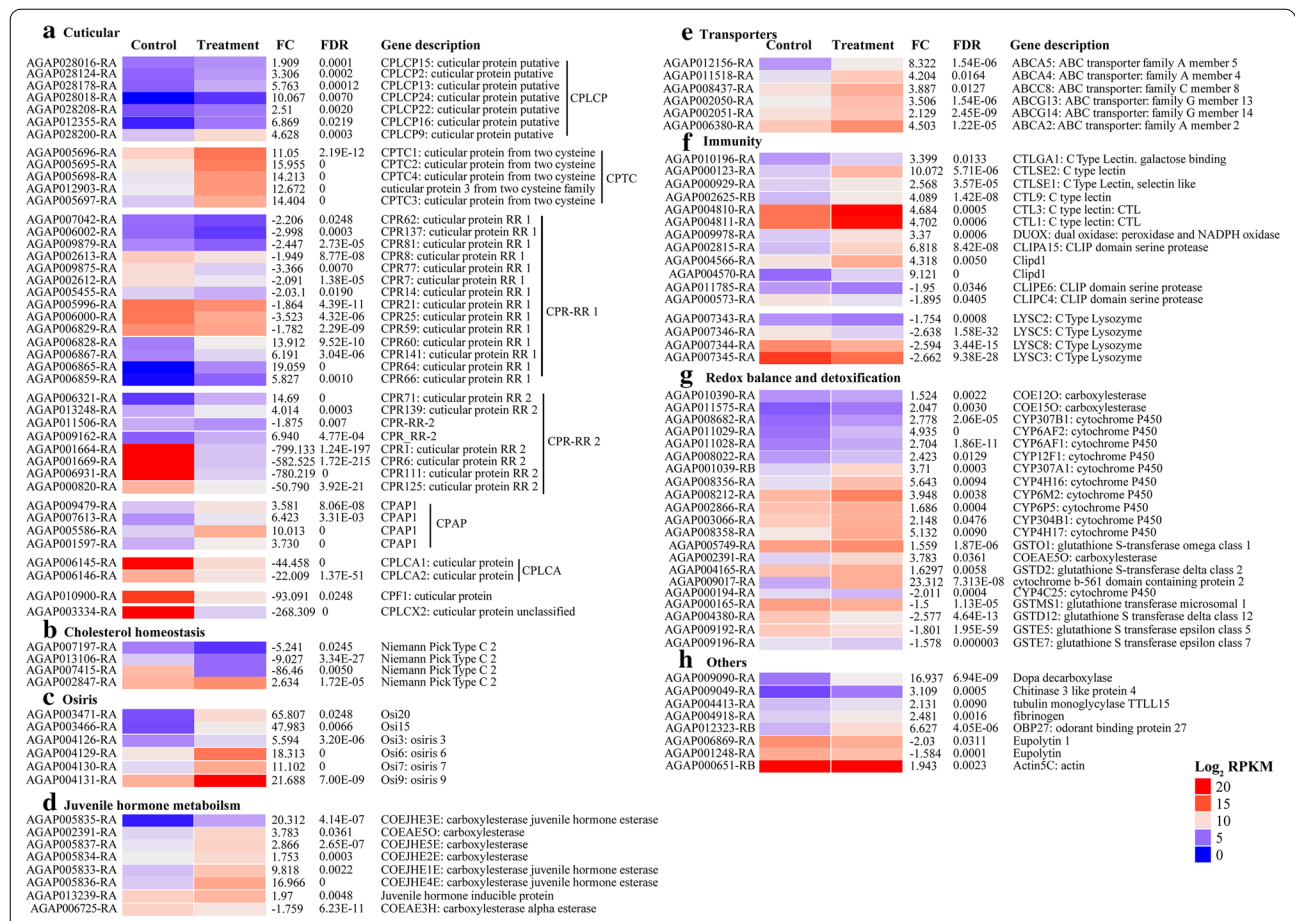 a Cuticular
Control Treatment FC FDR Gene description
AGAP028016-RA 1.909 0.0001 CPLCP15: cuticular protein putative
AGAP028124-RA 3.306 0.0002 CPLCP2: cuticular protein putative
AGAP028178-RA 5.763 0.00012 CPLCP13: cuticular protein putative
AGAP028018-RA 10.067 0.0070 CPLCP24: cuticular protein putative
AGAP028208-RA 2.51 0.0020 CPLCP22: cuticular protein putative
AGAP012355-RA 6.869 0.0219 CPLCP16: cuticular protein putative
AGAP028200-RA 4.628 0.0003 CPLCP9: cuticular protein putative
CPLCP
AGAP005696-RA 11.05 2.19E-12 CPTC1: cuticular protein from two cysteine
AGAP005695-RA 15.955 0 CPTC2: cuticular protein from two cysteine
AGAP005698-RA 14.213 0 CPTC4: cuticular protein from two cysteine
AGAP012903-RA 12.672 0 cuticular protein 3 from two cysteine family
AGAP005697-RA 14.404 0 CPTC3: cuticular protein from two cysteine
CPTC
AGAP007042-RA -2.206 0.0248 CPR62: cuticular protein RR 1
AGAP006002-RA -2.998 0.0003 CPR137: cuticular protein RR 1
AGAP009879-RA -2.447 2.73E-05 CPR81: cuticular protein RR 1
AGAP002613-RA -1.949 8.77E-08 CPR8: cuticular protein RR 1
AGAP009875-RA -3.366 0.0070 CPR77: cuticular protein RR 1
AGAP002612-RA -2.091 1.38E-05 CPR7: cuticular protein RR 1
AGAP005455-RA -2.03.1 0.0190 CPR14: cuticular protein RR 1
AGAP005996-RA -1.864 4.39E-11 CPR21: cuticular protein RR 1
AGAP006000-RA -3.523 4.32E-06 CPR25: cuticular protein RR 1
AGAP006829-RA -1.782 2.29E-09 CPR59: cuticular protein RR 1
AGAP006828-RA 13.912 9.52E-10 CPR60: cuticular protein RR 1
AGAP006867-RA 6.191 3.04E-06 CPR141: cuticular protein RR 1
AGAP006865-RA 19.059 0 CPR64: cuticular protein RR 1
AGAP006859-RA 5.827 0.0010 CPR66: cuticular protein RR 1
CPR-RR 1
AGAP006321-RA 14.69 0 CPR71: cuticular protein RR 2
AGAP013248-RA 4.014 0.0003 CPR139: cuticular protein RR 2
AGAP011506-RA -1.875 0.007 CPR-RR-2
AGAP009162-RA 6.940 4.77E-04 CPR_RR-2
AGAP001664-RA -799.133 1.24E-197 CPR1: cuticular protein RR 2
AGAP001669-RA -582.525 1.72E-215 CPR6: cuticular protein RR 2
AGAP006931-RA -780.219 0 CPR111: cuticular protein RR 2
AGAP000820-RA -50.790 3.92E-21 CPR125: cuticular protein RR 2
CPR-RR 2
AGAP009479-RA 3.581 8.06E-08 CPAP1
AGAP007613-RA 6.423 3.31E-03 CPAP1
AGAP005586-RA 10.013 0 CPAP1
AGAP001597-RA 3.730 0 CPAP1
CPAP
AGAP006145-RA -44.458 0 CPLCA1: cuticular protein
AGAP006146-RA -22.009 1.37E-51 CPLCA2: cuticular protein
CPLCA
AGAP010900-RA -93.091 0.0248 CPF1: cuticular protein
AGAP003334-RA -268.309 0 CPLCX2: cuticular protein unclassified
b Cholesterol homeostasis
AGAP007197-RA -5.241 0.0245 Niemann Pick Type C 2
AGAP013106-RA -9.027 3.34E-27 Niemann Pick Type C 2
AGAP007415-RA -86.46 0.0050 Niemann Pick Type C 2
AGAP002847-RA 2.634 1.72E-05 Niemann Pick Type C 2
c Osiris
AGAP003471-RA 65.807 0.0248 Osi20
AGAP003466-RA 47.983 0.0066 Osi15
AGAP004126-RA 5.594 3.20E-06 Osi3: osiris 3
AGAP004129-RA 18.313 0 Osi6: osiris 6
AGAP004130-RA 11.102 0 Osi7: osiris 7
AGAP004131-RA 21.688 7.00E-09 Osi9: osiris 9
d Juvenile hormone metaboilsm
AGAP005835-RA 20.312 4.14E-07 COEJHE3E: carboxylesterase juvenile hormone esterase
AGAP002391-RA 3.783 0.0361 COEAE5O: carboxylesterase
AGAP005837-RA 2.866 2.65E-07 COEJHE5E: carboxylesterase
AGAP005834-RA 1.753 0.0003 COEJHE2E: carboxylesterase
AGAP005833-RA 9.818 0.0022 COEJHE1E: carboxylesterase juvenile hormone esterase
AGAP005836-RA 16.966 0 COEJHE4E: carboxylesterase juvenile hormone esterase
AGAP013239-RA 1.97 0.0048 Juvenile hormone inducible protein
AGAP006725-RA -1.759 6.23E-11 COEAE3H: carboxylesterase alpha esterase
e Transporters
Control Treatment FC FDR Gene description
AGAP012156-RA 8.322 1.54E-06 ABCA5: ABC transporter family A member 5
AGAP011518-RA 4.204 0.0164 ABCA4: ABC transporter: family A member 4
AGAP008437-RA 3.887 0.0127 ABCC8: ABC transporter: family C member 8
AGAP002050-RA 3.506 1.54E-06 ABCG13: ABC transporter: family G member 13
AGAP002051-RA 2.129 2.45E-09 ABCG14: ABC transporter: family G member 14
AGAP006380-RA 4.503 1.22E-05 ABCA2: ABC transporter: family A member 2
f Immunity
AGAP010196-RA 3.399 0.0133 CTLGA1: C Type Lectin. galactose binding
AGAP000123-RA 10.072 5.71E-06 CTLSE2: C type lectin
AGAP000929-RA 2.568 3.57E-05 CTLSE1: C Type Lectin, selectin like
AGAP002625-RB 4.089 1.42E-08 CTL9: C type lectin
AGAP004810-RA 4.684 0.0005 CTL3: C type lectin: CTL
AGAP004811-RA 4.702 0.0006 CTL1: C type lectin: CTL
AGAP009978-RA 3.37 0.0006 DUOX: dual oxidase: peroxidase and NADPH oxidase
AGAP002815-RA 6.818 8.42E-08 CLIPA15: CLIP domain serine protease
AGAP004566-RA 4.318 0.0050 Clipd1
AGAP004570-RA 9.121 0 Clipd1
AGAP011785-RA -1.95 0.0346 CLIPE6: CLIP domain serine protease
AGAP000573-RA -1.895 0.0405 CLIPC4: CLIP domain serine protease
AGAP007343-RA -1.754 0.0008 LYSC2: C Type Lysozyme
AGAP007346-RA -2.638 1.58E-32 LYSC5: C Type Lysozyme
AGAP007344-RA -2.594 3.44E-15 LYSC8: C Type Lysozyme
AGAP007345-RA -2.662 9.38E-28 LYSC3: C Type Lysozyme
g Redox balance and detoxification
AGAP010390-RA 1.524 0.0022 COE12O: carboxylesterase
AGAP011575-RA 2.047 0.0030 COE15O: carboxylesterase
AGAP008682-RA 2.778 2.06E-05 CYP307B1: cytochrome P450
AGAP011029-RA 4.935 0 CYP6AF2: cytochrome P450
AGAP011028-RA 2.704 1.86E-11 CYP6AF1: cytochrome P450
AGAP008022-RA 2.423 0.0129 CYP12F1: cytochrome P450
AGAP001039-RB 3.71 0.0003 CYP307A1: cytochrome P450
AGAP008356-RA 5.643 0.0094 CYP4H16: cytochrome P450
AGAP008212-RA 3.948 0.0038 CYP6M2: cytochrome P450
AGAP002866-RA 1.686 0.0004 CYP6P5: cytochrome P450
AGAP003066-RA 2.148 0.0476 CYP304B1: cytochrome P450
AGAP008358-RA 5.132 0.0090 CYP4H17: cytochrome P450
AGAP005749-RA 1.559 1.87E-06 GSTO1: glutathione S-transferase omega class 1
AGAP002391-RA 3.783 0.0361 COEAE5O: carboxylesterase
AGAP004165-RA 1.6297 0.0058 GSTD2: glutathione S-transferase delta class 2
AGAP009017-RA 23.312 7.313E-08 cytochrome b-561 domain containing protein 2
AGAP000194-RA -2.011 0.0004 CYP4C25: cytochrome P450
AGAP000165-RA -1.5 1.13E-05 GSTMS1: glutathione transferase microsomal 1
AGAP004380-RA -2.577 4.64E-13 GSTD12: glutathione S transferase delta class 12
AGAP009192-RA -1.801 1.95E-59 GSTE5: glutathione S transferase epsilon class 5
AGAP009196-RA -1.578 0.000003 GSTE7: glutathione S transferase epsilon class 7
h Others
AGAP009090-RA 16.937 6.94E-09 Dopa decarboxylase
AGAP009049-RA 3.109 0.0005 Chitinase 3 like protein 4
AGAP004413-RA 2.131 0.0090 tubulin monoglycylase TTLL15
AGAP004918-RA 2.481 0.0016 fibrinogen
AGAP012323-RB 6.627 4.05E-06 OBP27: odorant binding protein 27
AGAP006869-RA -2.03 0.0311 Eupolytin 1
AGAP001248-RA -1.584 0.0001 Eupolytin
AGAP000651-RB 1.943 0.0023 Actin5C: actin
Log2 RPKM
20
15
10
5
0